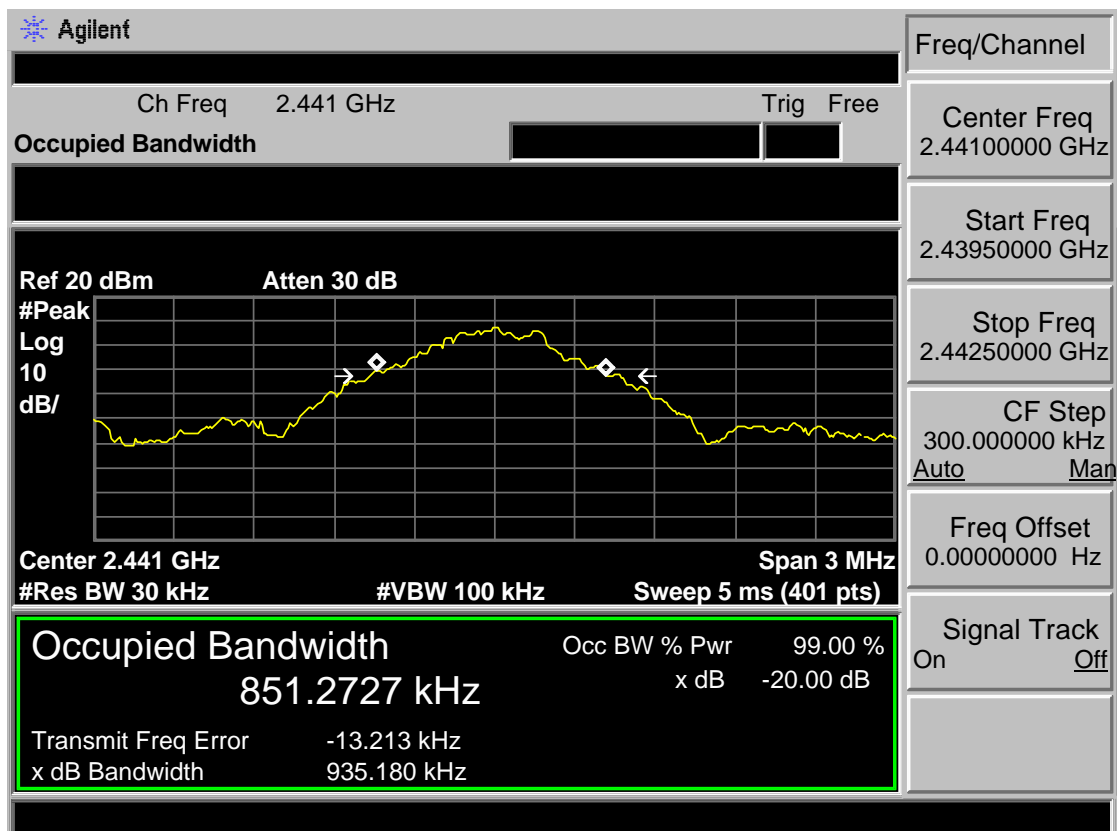 Agilent
Freq/Channel
Ch Freq 2.441 GHz Trig Free
Occupied Bandwidth
Center Freq
2.44100000 GHz
Start Freq
2.43950000 GHz
Stop Freq
2.44250000 GHz
CF Step
300.000000 kHz
Auto Man
Freq Offset
0.00000000 Hz
Signal Track
On Off
Ref 20 dBm Atten 30 dB
#Peak
Log
10
dB/
Center 2.441 GHz Span 3 MHz
#Res BW 30 kHz #VBW 100 kHz Sweep 5 ms (401 pts)
Occupied Bandwidth
851.2727 kHz
Occ BW % Pwr 99.00 %
x dB -20.00 dB
Transmit Freq Error -13.213 kHz
x dB Bandwidth 935.180 kHz